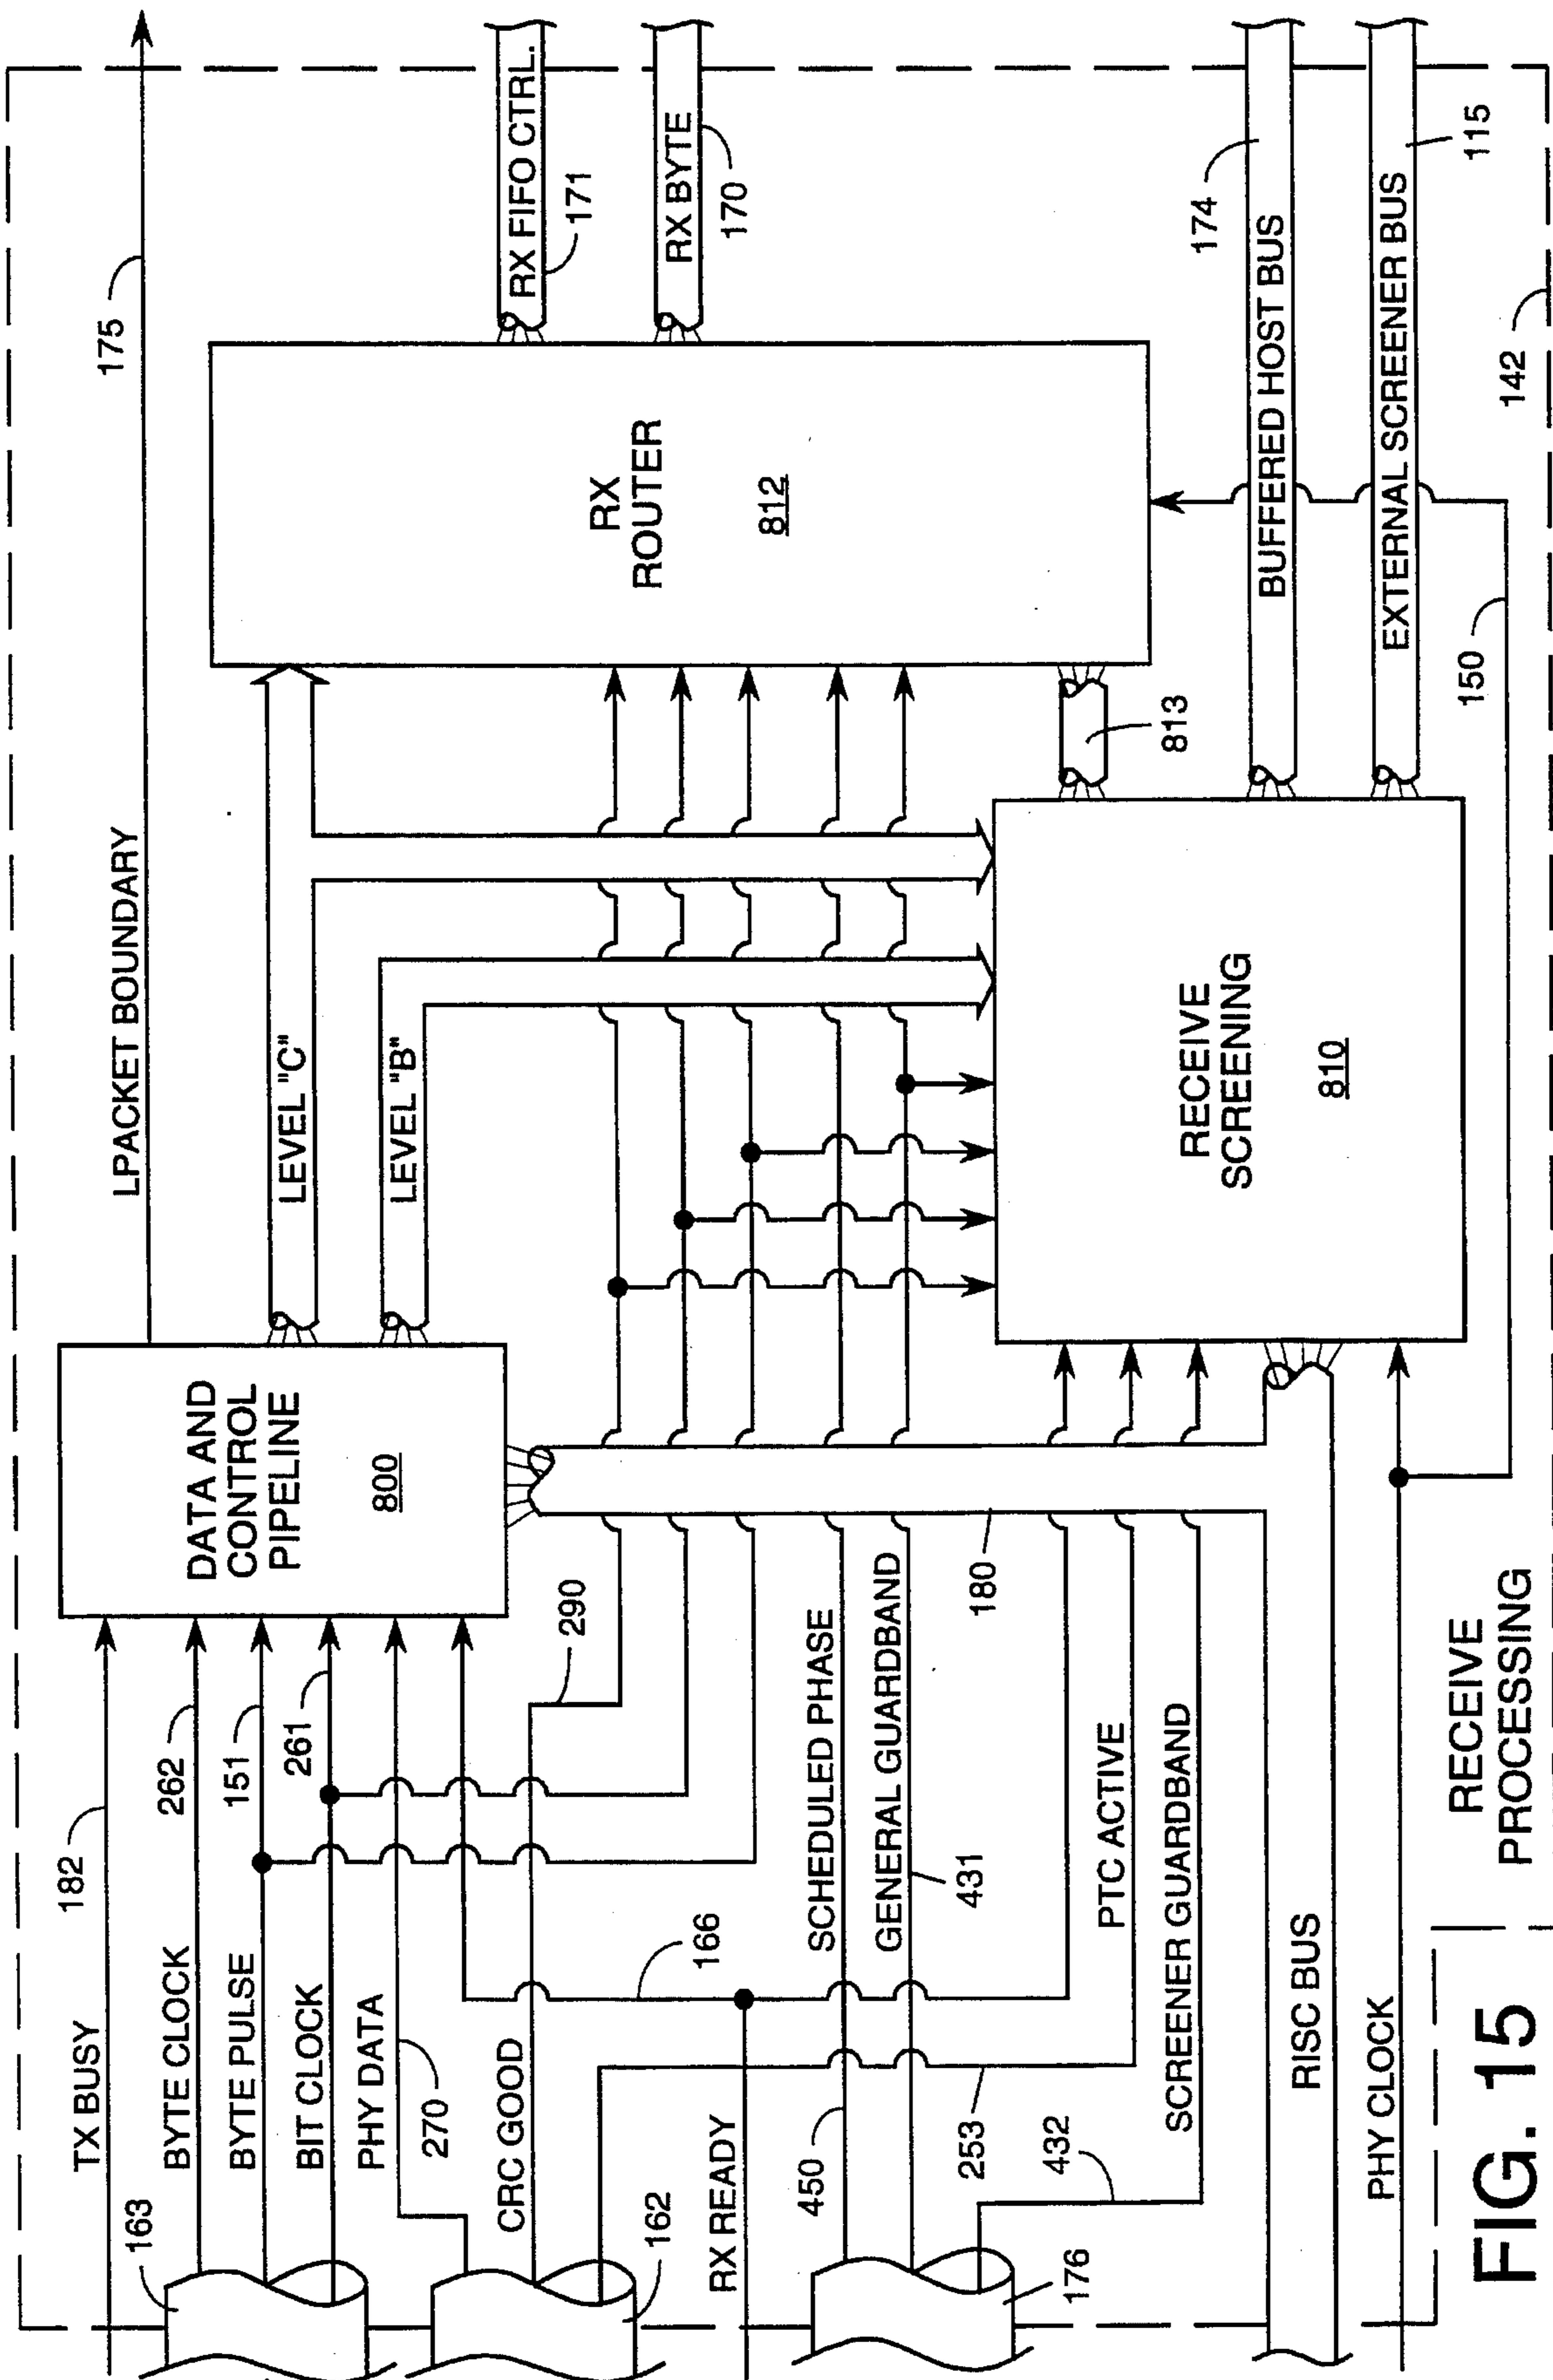 TX BUSY
182
163
BYTE CLOCK
262
BYTE PULSE
151
BIT CLOCK
261
PHY DATA
270
CRC GOOD
290
162
RX READY
166
450
SCHEDULED PHASE
GENERAL GUARDBAND
431
253
PTC ACTIVE
432
SCREENER GUARDBAND
176
180
RISC BUS
PHY CLOCK
DATA AND
CONTROL
PIPELINE
800
LPACKET BOUNDARY
175
LEVEL "C"
LEVEL "B"
RX
ROUTER
812
RX FIFO CTRL.
171
RX BYTE
170
813
RECEIVE
SCREENING
810
174
BUFFERED HOST BUS
115
EXTERNAL SCREENER BUS
150
142
RECEIVE
PROCESSING
FIG. 15